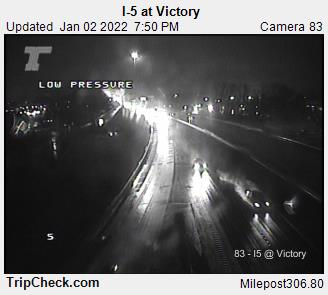 I-5 at Victory
Updated Jan 02 2022 7:50 PM Camera 83
T
LOW PRESSURE
S
83 - I5 @ Victory
TripCheck.com Milepost306.80